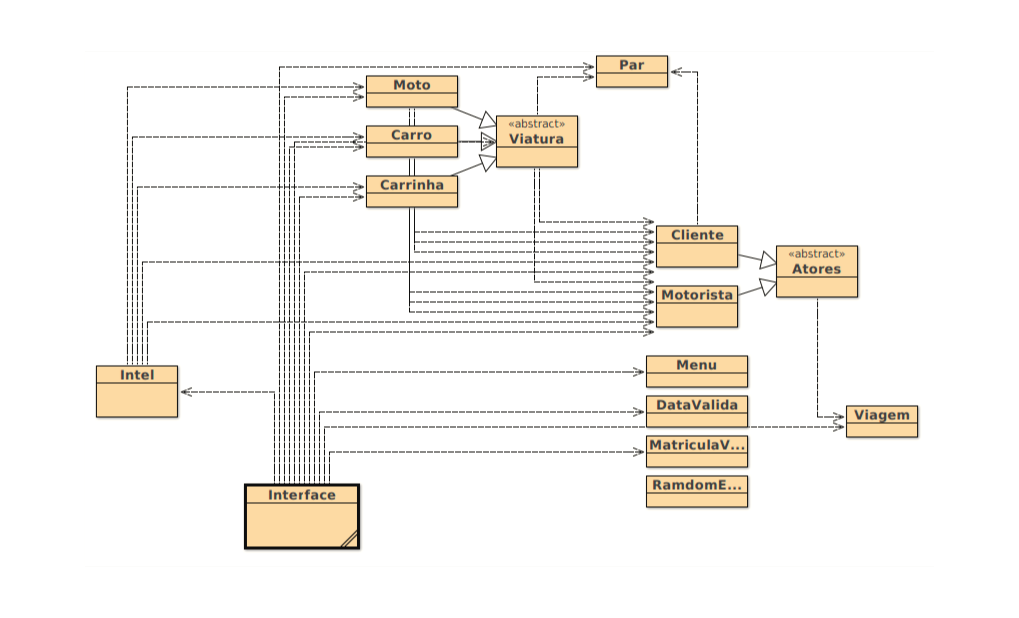 Par
Moto
«abstract»
Viatura
Carro
Carrinha
Cliente
«abstract»
Atores
Motorista
Menu
Intel
DataValida
Viagem
MatriculaV...
RamdomE...
Interface